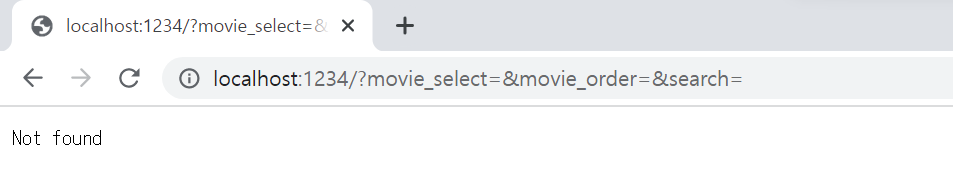 localhost:1234/?movie_select=&
localhost:1234/?movie_select=&movie_order=&search=
Not found